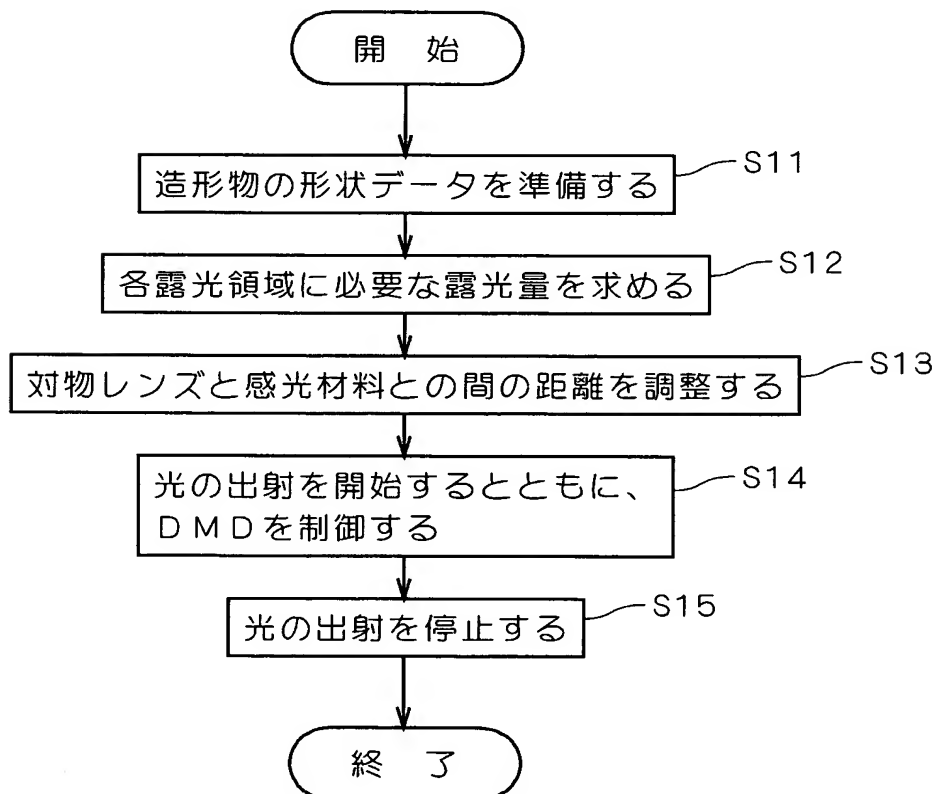 開 始
造形物の形状データを準備する
S11
各露光領域に必要な露光量を求める
S12
対物レンズと感光材料との間の距離を調整する
S13
光の出射を開始するとともに、
ＤＭＤを制御する
S14
光の出射を停止する
S15
終 了